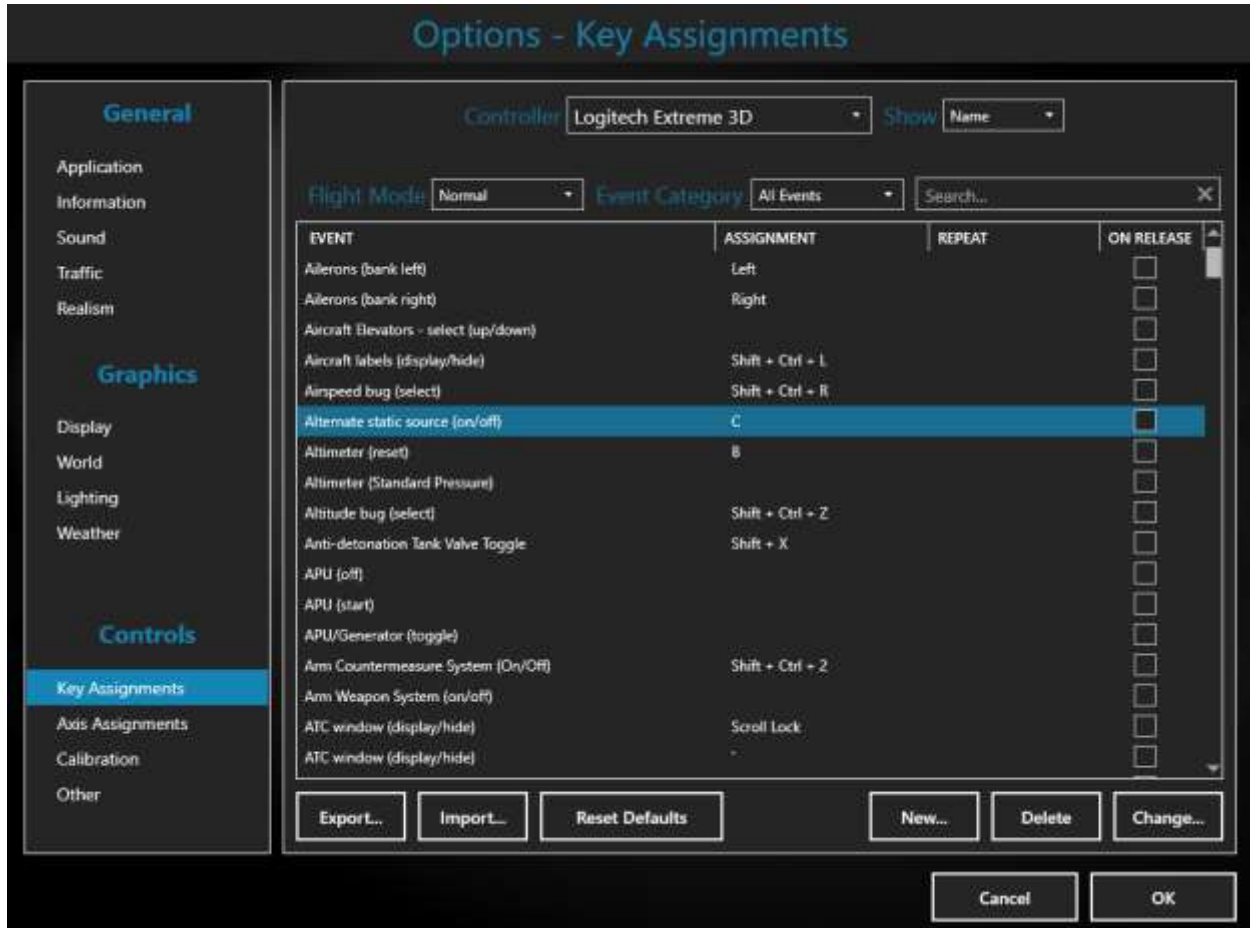 Options - Key Assignments
General
Application
Information
Sound
Traffic
Realism
Graphics
Display
World
Lighting
Weather
Controls
Key Assignments
Axis Assignments
Calibration
Other
Controller Logitech Extreme 3D Show Name
Flight Mode Normal Event Category All Events Search...
EVENT ASSIGNMENT REPEAT ON RELEASE
Ailerons (bank left) Left
Ailerons (bank right) Right
Aircraft Elevators - select (up/down)
Aircraft labels (display/hide) Shift + Ctrl + L
Airspeed bug (select) Shift + Ctrl + R
Alternate static source (on/off) C
Altimeter (reset) B
Altimeter (Standard Pressure)
Altitude bug (select) Shift + Ctrl + Z
Anti-detonation Tank Valve Toggle Shift + X
APU (off)
APU (start)
APU/Generator (toggle)
Arm Countermeasure System (On/Off) Shift + Ctrl + 2
Arm Weapon System (on/off)
ATC window (display/hide) Scroll Lock
ATC window (display/hide)
Export... Import... Reset Defaults New... Delete Change...
Cancel OK